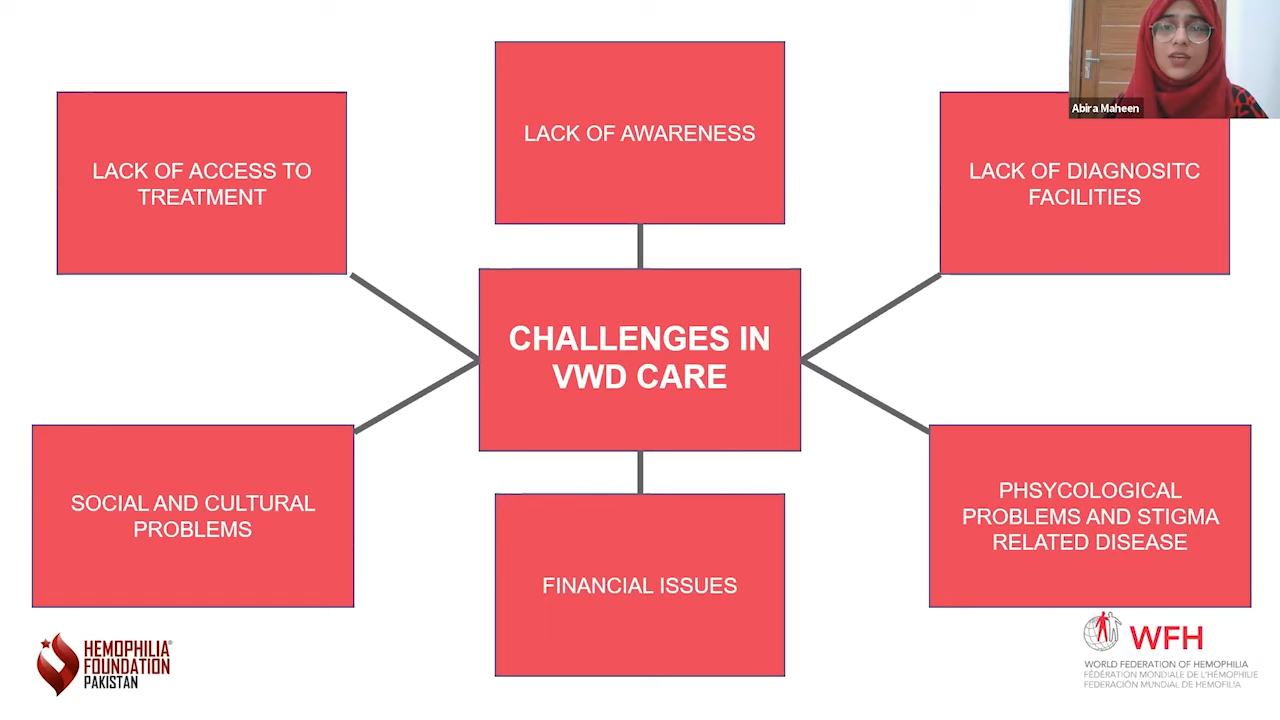 Abira Maheen
LACK OF AWARENESS
LACK OF ACCESS TO
TREATMENT
LACK OF DIAGNOSITC
FACILITIES
CHALLENGES IN
VWD CARE
SOCIAL AND CULTURAL
PROBLEMS
PHSYCOLOGICAL
PROBLEMS AND STIGMA
RELATED DISEASE
FINANCIAL ISSUES
HEMOPHILIA®
FOUNDATION
PAKISTAN
WFH
WORLD FEDERATION OF HEMOPHILIA
FÉDÉRATION MONDIALE DE L'HÉMOPHILIE
FEDERACIÓN MUNDIAL DE HEMOFILIA